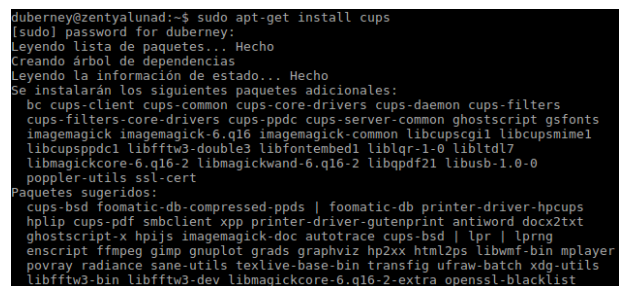 duberney@zentyalunad:~$ sudo apt-get install cups
[sudo] password for duberney:
Leyendo lista de paquetes... Hecho
Creando árbol de dependencias
Leyendo la información de estado... Hecho
Se instalarán los siguientes paquetes adicionales:
  bc cups-client cups-common cups-core-drivers cups-daemon cups-filters
  cups-filters-core-drivers cups-ppdc cups-server-common ghostscript gsfonts
  imagemagick imagemagick-6.q16 imagemagick-common libcupscgi1 libcupsmime1
  libcupsppdc1 libfftw3-double3 libfontembed1 liblqr-1-0 libltdl7
  libmagickcore-6.q16-2 libmagickwand-6.q16-2 libqpdf21 libusb-1.0-0
  poppler-utils ssl-cert
Paquetes sugeridos:
  cups-bsd foomatic-db-compressed-ppds | foomatic-db printer-driver-hpcups
  hplip cups-pdf smbclient xpp printer-driver-gutenprint antiword docx2txt
  ghostscript-x hpijs imagemagick-doc autotrace cups-bsd | lpr | lprng
  enscript ffmpeg gimp gnuplot grads graphviz hp2xx html2ps libwmf-bin mplayer
  povray radiance sane-utils texlive-base-bin transfig ufraw-batch xdg-utils
  libfftw3-bin libfftw3-dev libmagickcore-6.q16-2-extra openssl-blacklist